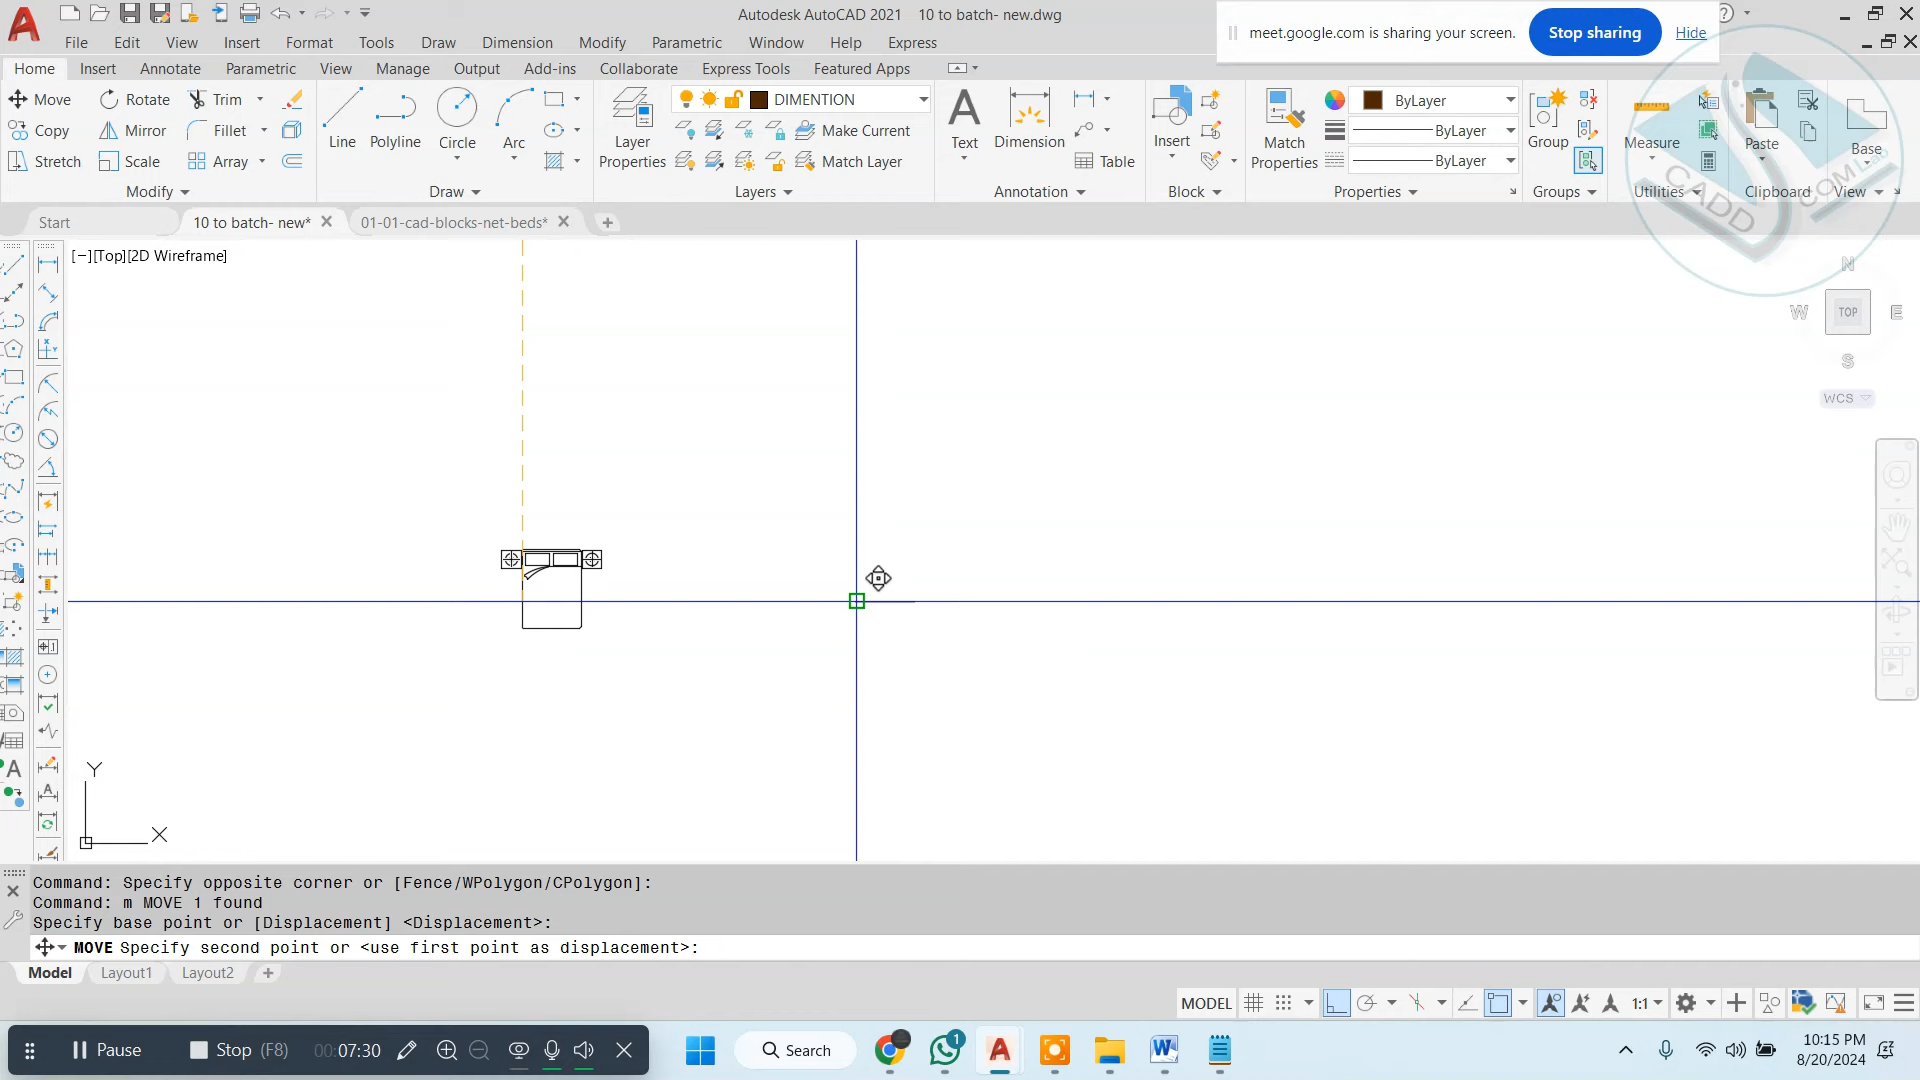 Autodesk AutoCAD 2021 10 to batch- new.dwg
meet.google.com is sharing your screen.
Stop sharing
Hide
File Edit View Insert Format Tools Draw Dimension Modify Parametric Window Help Express
Home Insert Annotate Parametric View Manage Output Add-ins Collaborate Express Tools Featured Apps
Move Rotate Trim
Copy Mirror Fillet
Stretch Scale Array
Modify
Line Polyline Circle Arc
Draw
Layer Properties
DIMENTION
Make Current
Match Layer
Layers
Text Dimension
Table
Annotation
Insert
Block
Match Properties
ByLayer
ByLayer
ByLayer
Properties
Group
Groups
Measure
Utilities
Paste
Clipboard
Base
View
CADD
COM Lab
Start 10 to batch- new* 01-01-cad-blocks-net-beds*
[−][Top][2D Wireframe]
N
W TOP E
S
WCS
Y
X
Command: Specify opposite corner or [Fence/WPolygon/CPolygon]:
Command: m MOVE 1 found
Specify base point or [Displacement] <Displacement>:
MOVE Specify second point or <use first point as displacement>:
Model Layout1 Layout2
MODEL 1:1
Pause Stop (F8) 00:07:30
Search
1
10:15 PM
8/20/2024